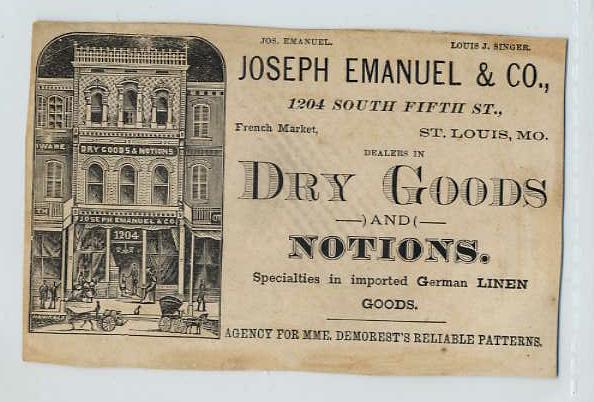 JOS. EMANUEL. LOUIS J. SINGER.
JOSEPH EMANUEL & CO.,
1204 SOUTH FIFTH ST.,
French Market, ST. LOUIS, MO.
DEALERS IN
DRY GOODS
AND
NOTIONS.
Specialties in imported German LINEN
GOODS.
AGENCY FOR MME. DEMOREST'S RELIABLE PATTERNS.
WARE
DRY GOODS & NOTIONS
JOSEPH EMANUEL & CO
1204